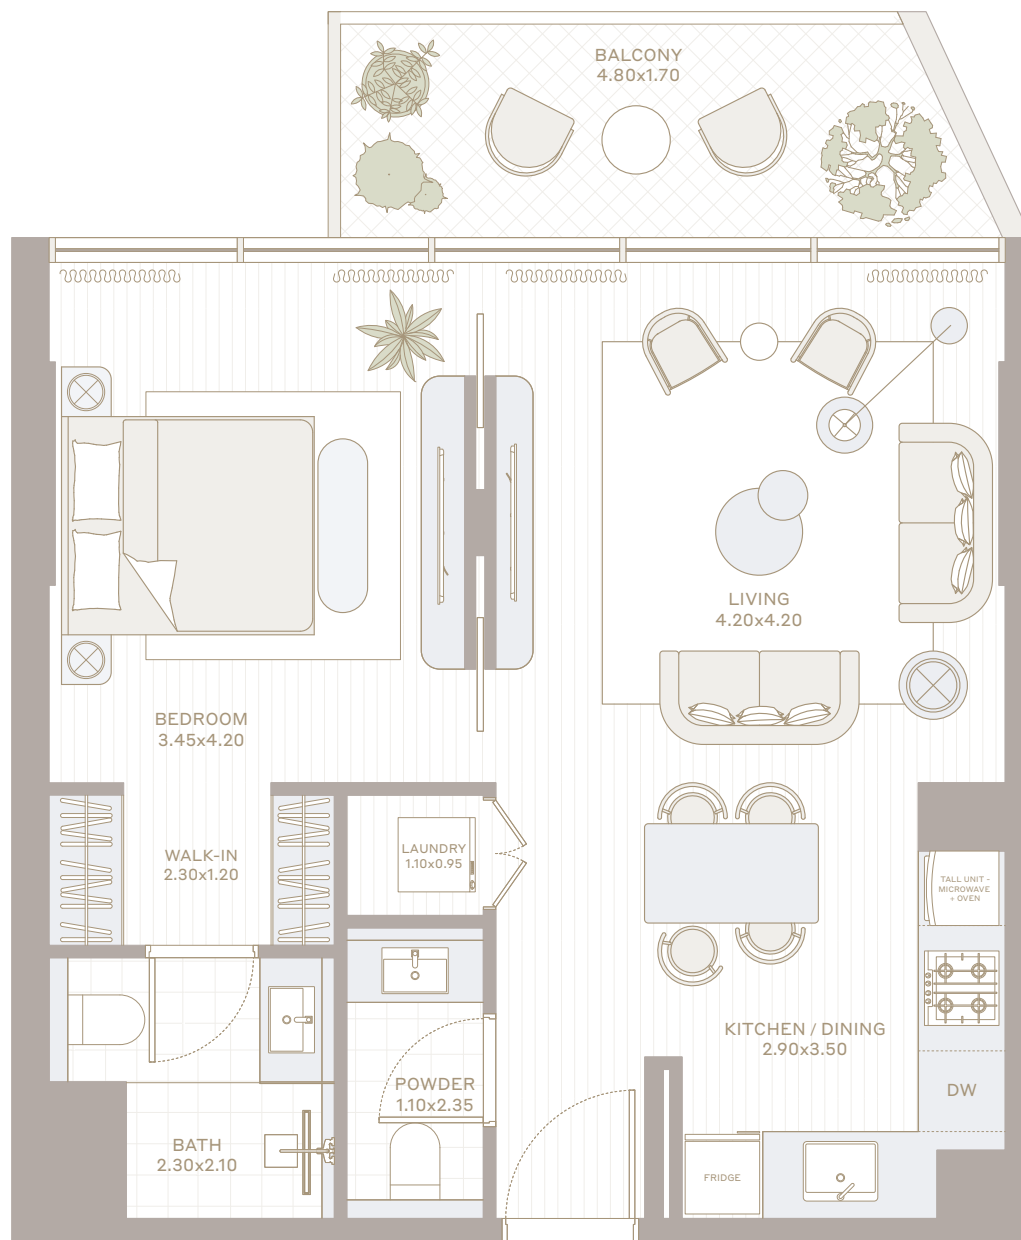 BALCONY
4.80x1.70
LIVING
4.20x4.20
BEDROOM
3.45x4.20
WALK-IN
2.30x1.20
LAUNDRY
1.10x0.95
TALL UNIT -
MICROWAVE
+ OVEN
KITCHEN / DINING
2.90x3.50
POWDER
1.10x2.35
DW
BATH
2.30x2.10
FRIDGE